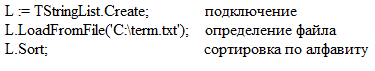 L := TStringList.Create; подключение
L.LoadFromFile('C:\term.txt'); определение файла
L.Sort; сортировка по алфавиту